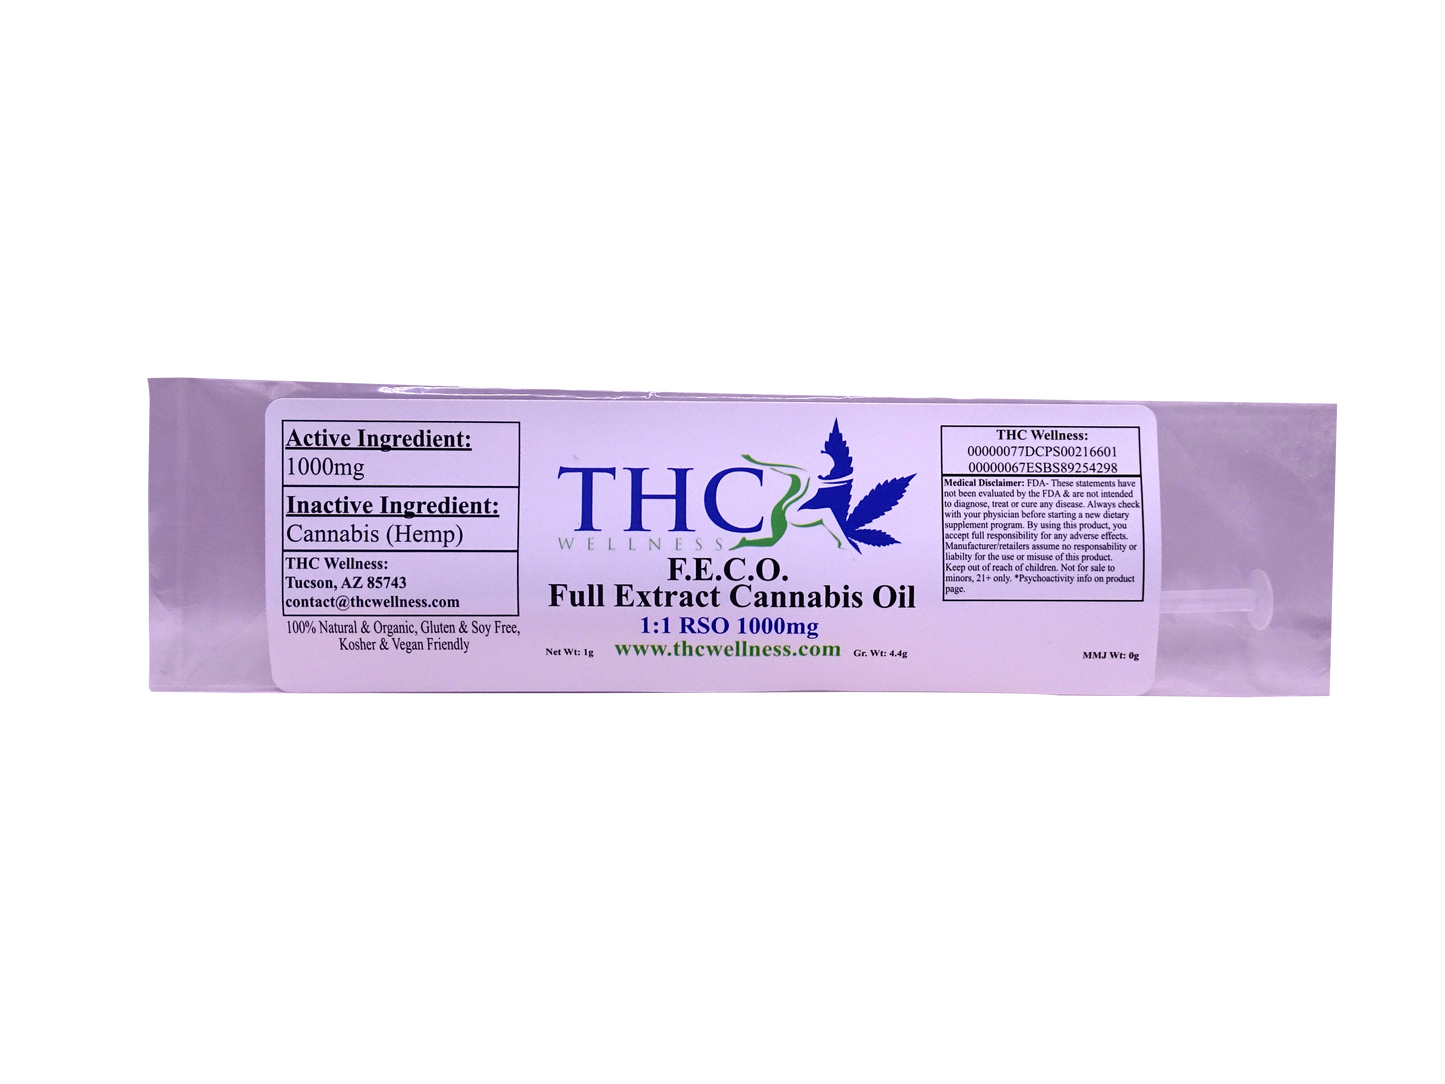 Active Ingredient:
1000mg
Inactive Ingredient:
Cannabis (Hemp)
THC Wellness:
Tucson, AZ 85743
contact@thcwellness.com
100% Natural & Organic, Gluten & Soy Free,
Kosher & Vegan Friendly
THC
WELLNESS
F.E.C.O.
Full Extract Cannabis Oil
1:1 RSO 1000mg
Net Wt: 1g www.thcwellness.com Gr. Wt: 4.4g
THC Wellness:
00000077DCPS00216601
00000067ESBS89254298
Medical Disclaimer: FDA- These statements have
not been evaluated by the FDA & are not intended
to diagnose, treat or cure any disease. Always check
with your physician before starting a new dietary
supplement program. By using this product, you
accept full responsibility for any adverse effects.
Manufacturer/retailers assume no responsability or
liabilty for the use or misuse of this product.
Keep out of reach of children. Not for sale to
minors, 21+ only. *Psychoactivity info on product
page.
MMJ Wt: 0g